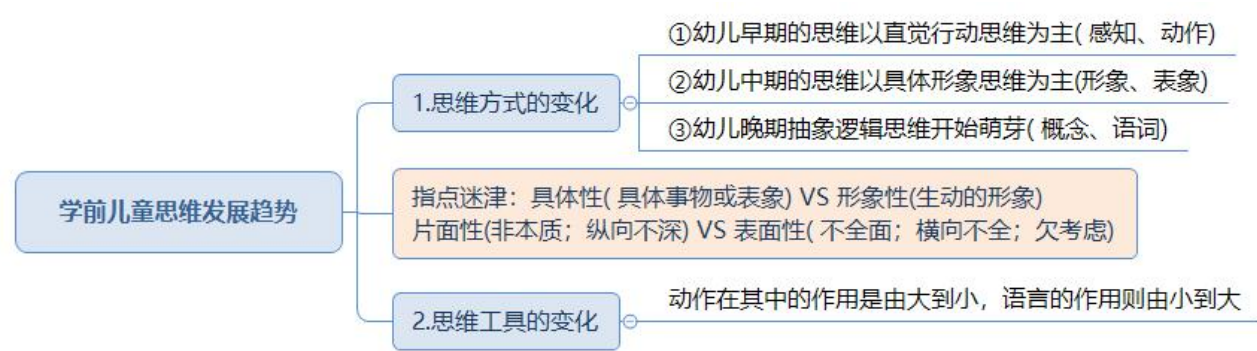 学前儿童思维发展趋势
1.思维方式的变化
①幼儿早期的思维以直觉行动思维为主( 感知、动作)
②幼儿中期的思维以具体形象思维为主(形象、表象)
③幼儿晚期抽象逻辑思维开始萌芽( 概念、语词)
指点迷津：具体性( 具体事物或表象) VS 形象性(生动的形象)
片面性(非本质；纵向不深) VS 表面性( 不全面；横向不全；欠考虑)
2.思维工具的变化
动作在其中的作用是由大到小，语言的作用则由小到大